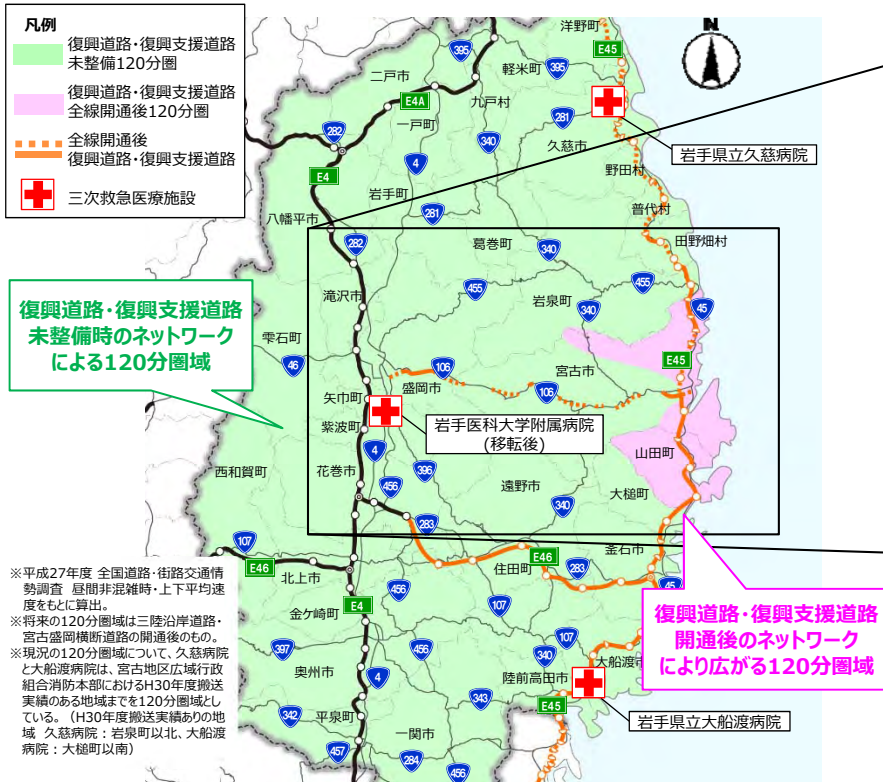 凡例
復興道路・復興支援道路
未整備120分圏
復興道路・復興支援道路
全線開通後120分圏
全線開通後
復興道路・復興支援道路
三次救急医療施設
N
洋野町
E45
395
軽米町
395
二戸市
九戸村
E4A
一戸町
282
281
340
4
久慈市
岩手県立久慈病院
E4
岩手町
野田村
281
普代村
八幡平市
282
葛巻町
340
田野畑村
滝沢市
455
455
岩泉町
340
45
復興道路・復興支援道路
未整備時のネットワーク
による120分圏域
雫石町
46
E45
106
宮古市
盛岡市
106
矢巾町
岩手医科大学附属病院
(移転後)
紫波町
4
山田町
396
西和賀町
花巻市
456
遠野市
大槌町
340
283
107
釜石市
E46
E46
住田町
283
北上市
45
※平成27年度 全国道路・街路交通情
勢調査 昼間非混雑時・上下平均速
度をもとに算出。
※将来の120分圏域は三陸沿岸道路・
宮古盛岡横断道路の開通後のもの。
※現況の120分圏域について、久慈病院
と大船渡病院は、宮古地区広域行政
組合消防本部におけるH30年度搬送
実績のある地域までを120分圏域とし
ている。（H30年度搬送実績ありの地
域 久慈病院：岩泉町以北、大船渡
病院：大槌町以南）
456
E4
107
金ケ崎町
復興道路・復興支援道路
開通後のネットワーク
により広がる120分圏域
397
456
107
340
大船渡市
奥州市
4
陸前高田市
342
343
E45
平泉町
岩手県立大船渡病院
一関市
457
284
456